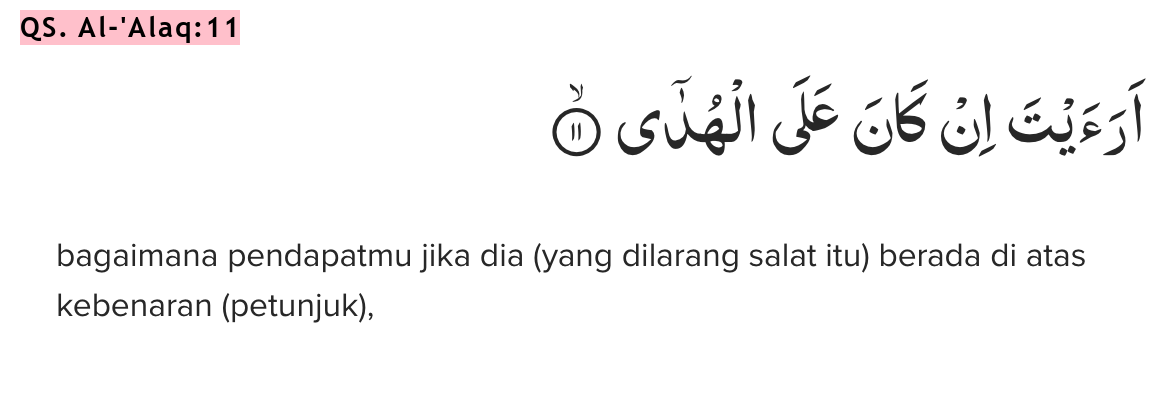 QS. Al-'Alaq:11
اَرَءَيْتَ اِنْ كَانَ عَلَى الْهُدٰٓىۙ ١١
bagaimana pendapatmu jika dia (yang dilarang salat itu) berada di atas
kebenaran (petunjuk),